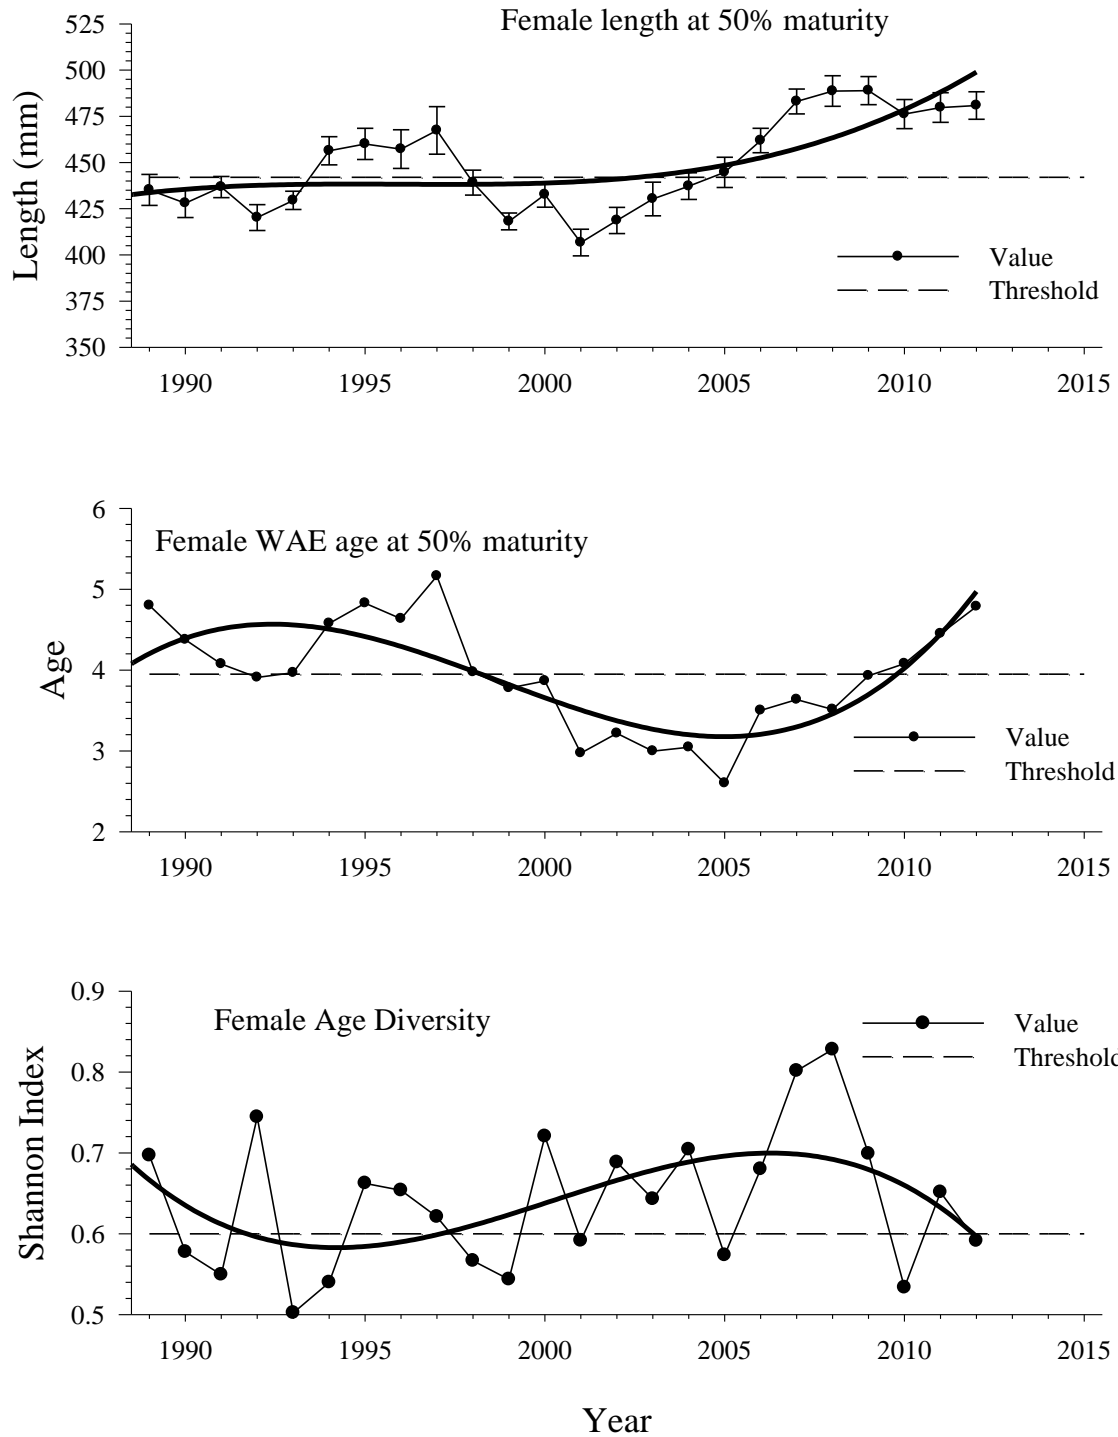 Female length at 50% maturity
525
500
475
450
425
400
375
350
Length (mm)
Value
Threshold
1990 1995 2000 2005 2010 2015
Female WAE age at 50% maturity
6
5
4
3
2
Age
Value
Threshold
1990 1995 2000 2005 2010 2015
Female Age Diversity
0.9
0.8
0.7
0.6
0.5
Shannon Index
Value
Threshold
1990 1995 2000 2005 2010 2015
Year